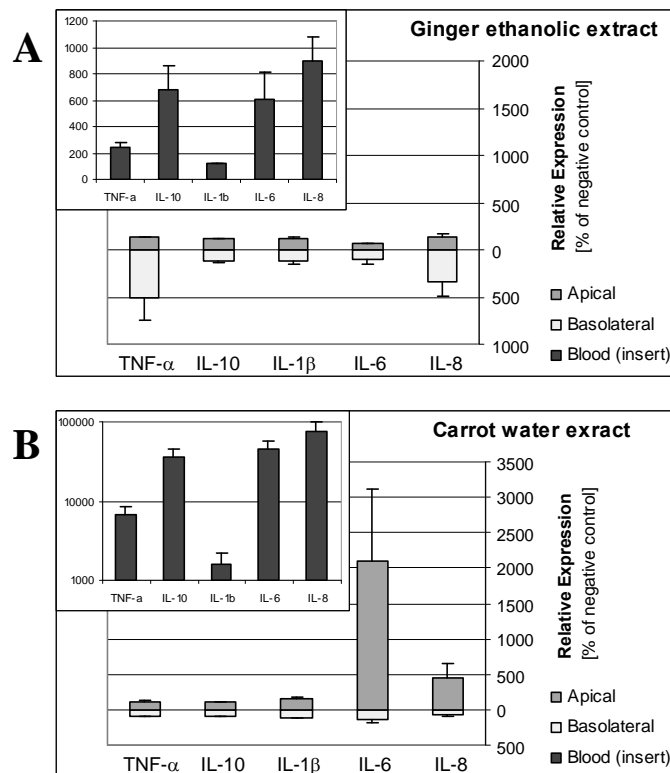 A
Ginger ethanolic extract
1200
1000
800
600
400
200
0
TNF-a IL-10 IL-1b IL-6 IL-8
2000
1500
1000
500
0
500
1000
Relative Expression
[% of negative control]
Apical
Basolateral
Blood (insert)
TNF-α IL-10 IL-1β IL-6 IL-8
B
Carrot water exract
100000
10000
1000
TNF-a IL-10 IL-1b IL-6 IL-8
3500
3000
2500
2000
1500
1000
500
0
500
Relative Expression
[% of negative control]
Apical
Basolateral
Blood (insert)
TNF-α IL-10 IL-1β IL-6 IL-8